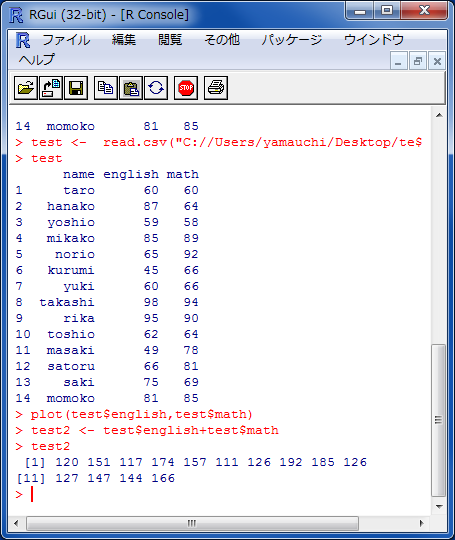 RGui (32-bit) - [R Console]
ファイル 編集 閲覧 その他 パッケージ ウインドウ
ヘルプ
STOP
14 momoko 81 85
> test <- read.csv("C://Users/yamauchi/Desktop/te$
> test
name english math
1 taro 60 60
2 hanako 87 64
3 yoshio 59 58
4 mikako 85 89
5 norio 65 92
6 kurumi 45 66
7 yuki 60 66
8 takashi 98 94
9 rika 95 90
10 toshio 62 64
11 masaki 49 78
12 satoru 66 81
13 saki 75 69
14 momoko 81 85
> plot(test$english,test$math)
> test2 <- test$english+test$math
> test2
[1] 120 151 117 174 157 111 126 192 185 126
[11] 127 147 144 166
>